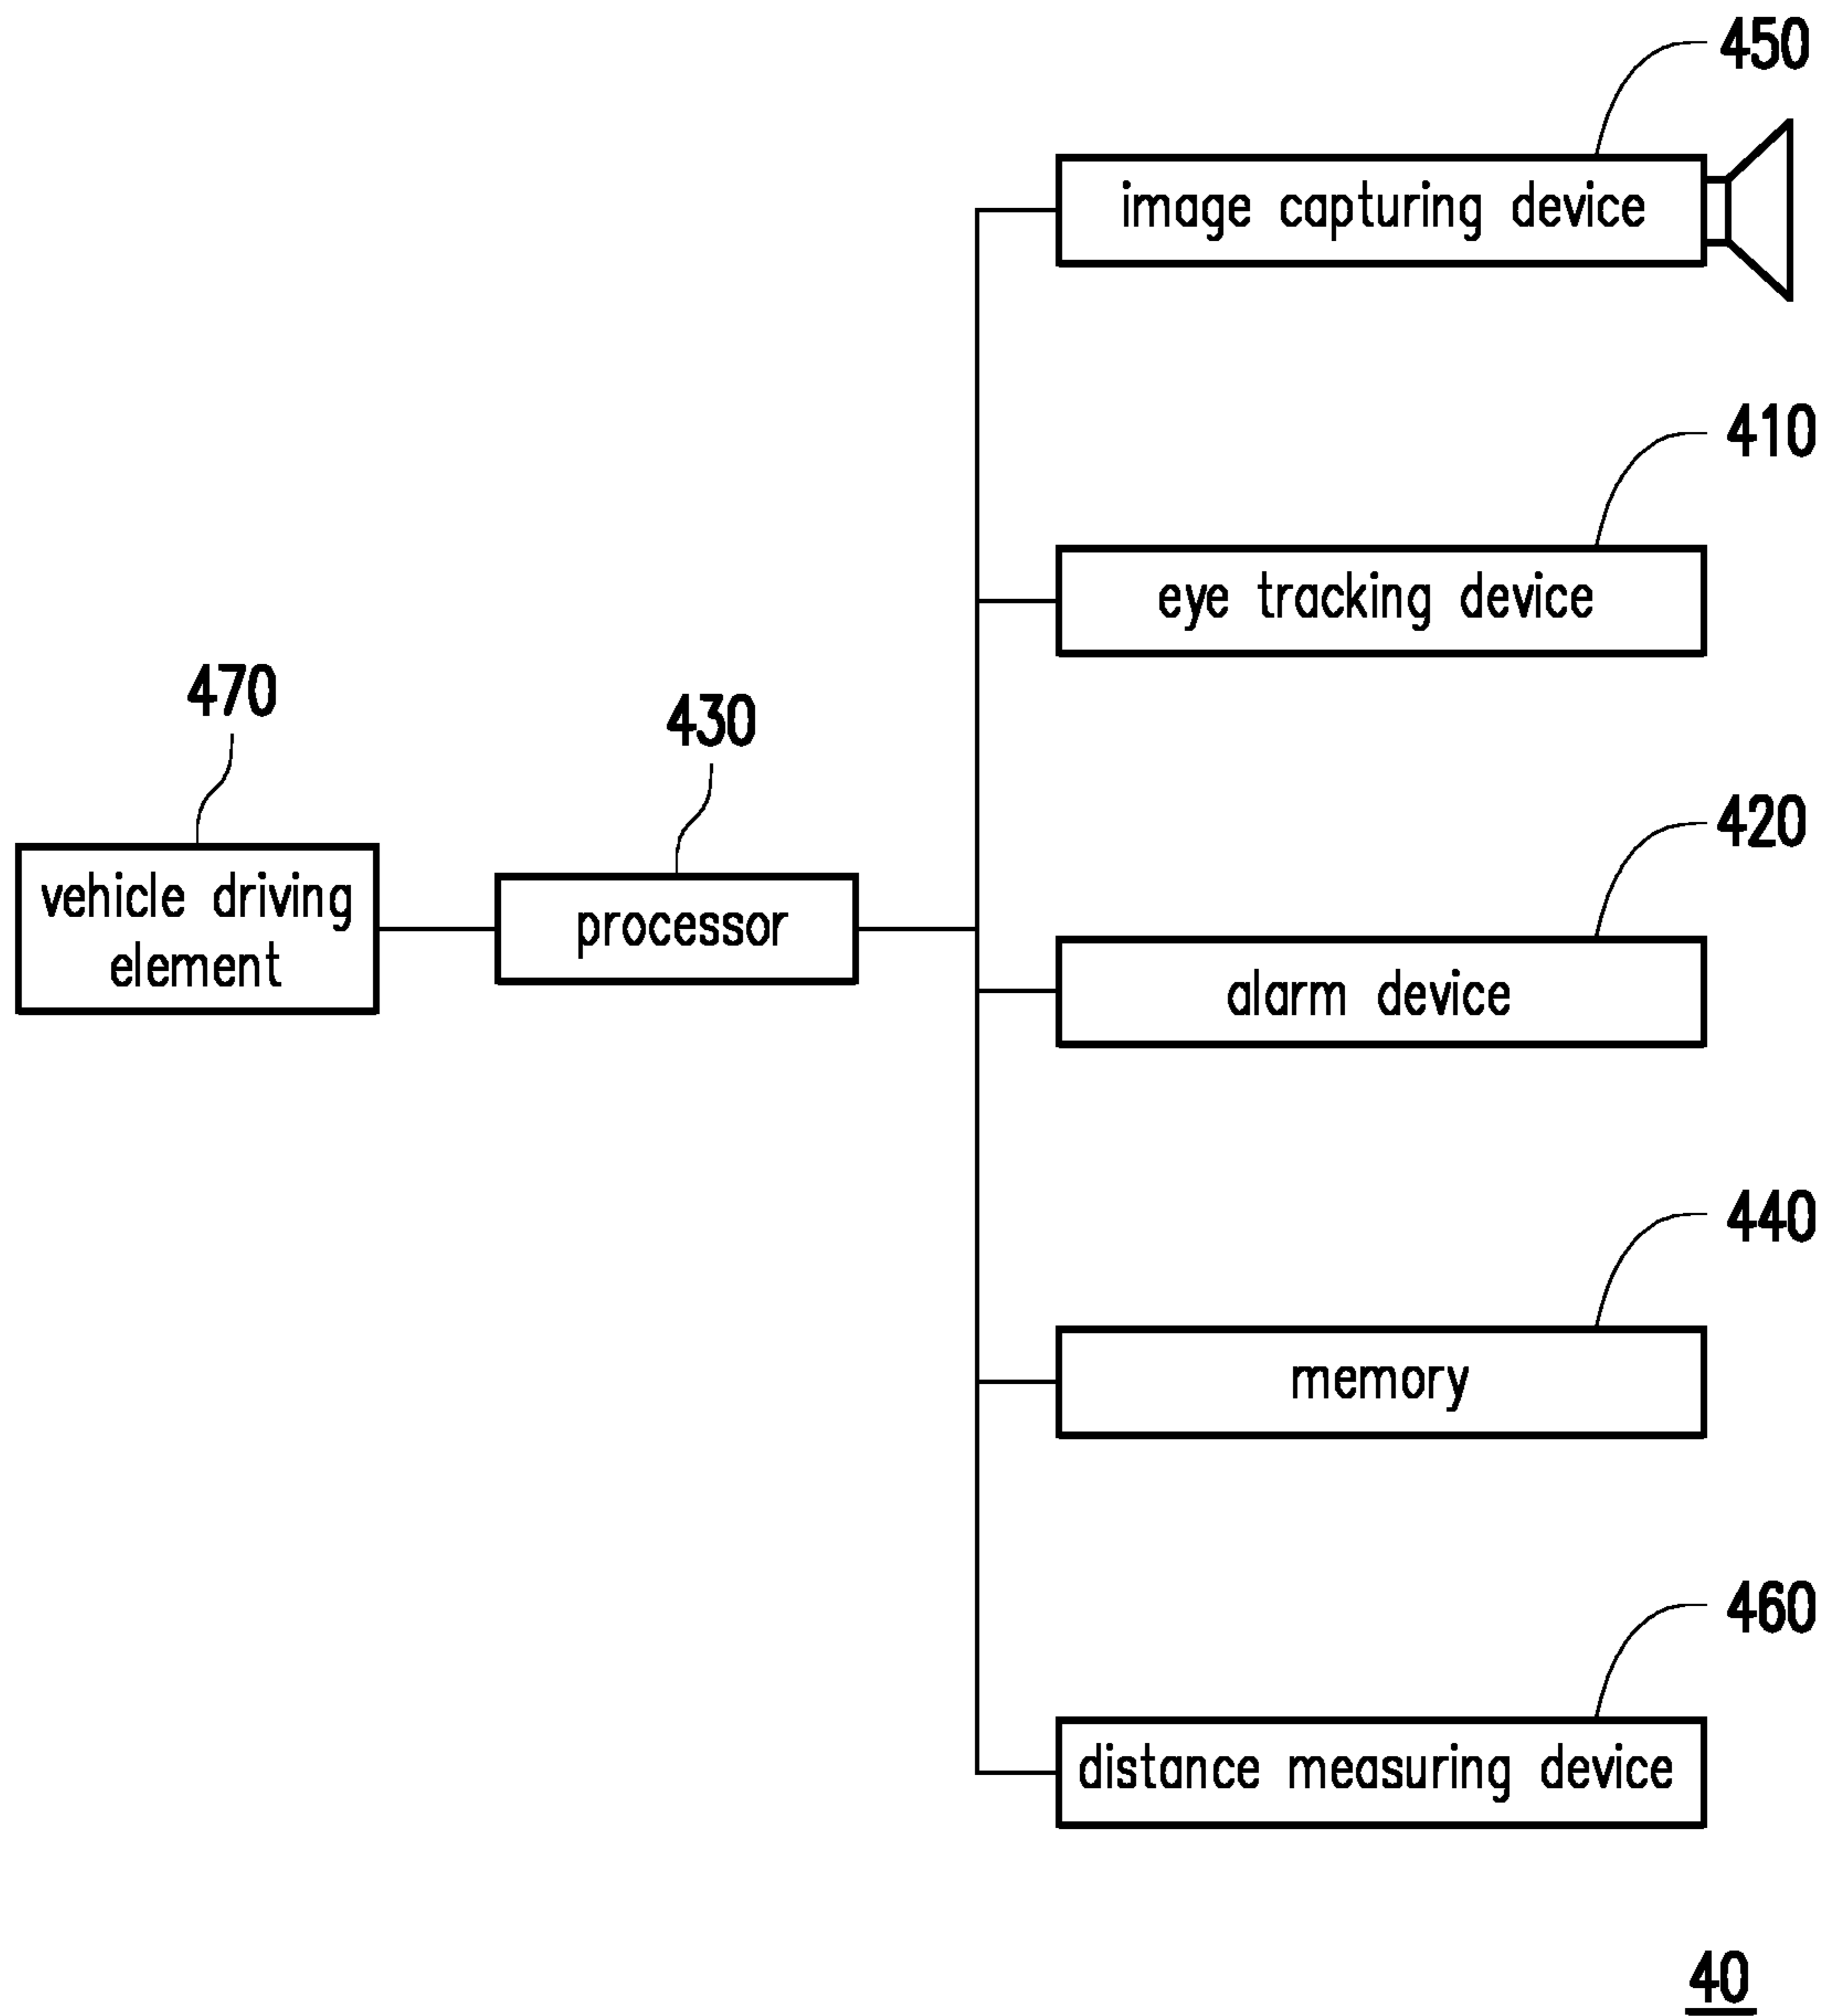 450
image capturing device
410
eye tracking device
470
430
420
vehicle driving
element
processor
alarm device
440
memory
460
distance measuring device
40